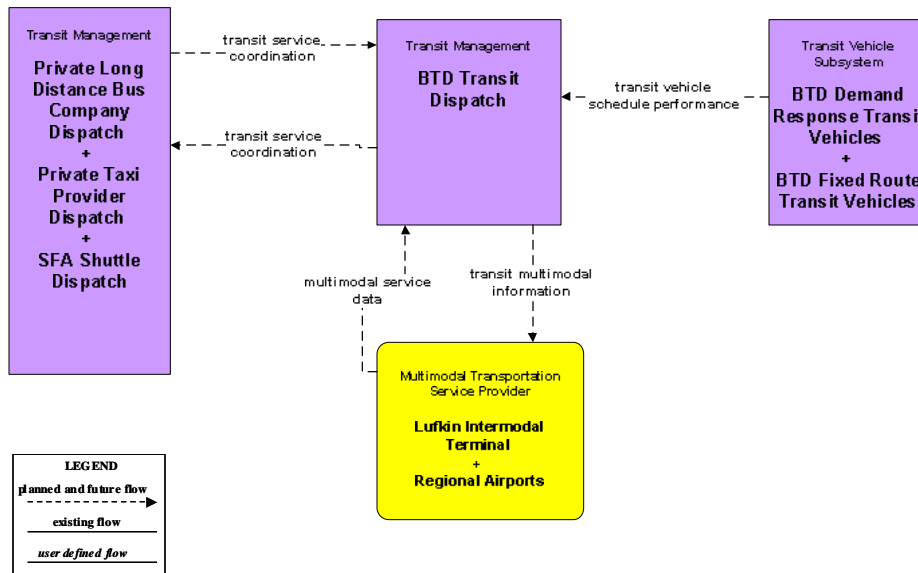 Transit Management
Private Long
Distance Bus
Company
Dispatch
+
Private Taxi
Provider
Dispatch
+
SFA Shuttle
Dispatch
transit service
coordination
transit service
coordination
Transit Management
BTD Transit
Dispatch
transit vehicle
schedule performance
Transit Vehicle
Subsystem
BTD Demand
Response Transit
Vehicles
+
BTD Fixed Route
Transit Vehicles
multimodal service
data
transit multimodal
information
Multimodal Transportation
Service Provider
Lufkin Intermodal
Terminal
+
Regional Airports
LEGEND
planned and future flow
existing flow
user defined flow